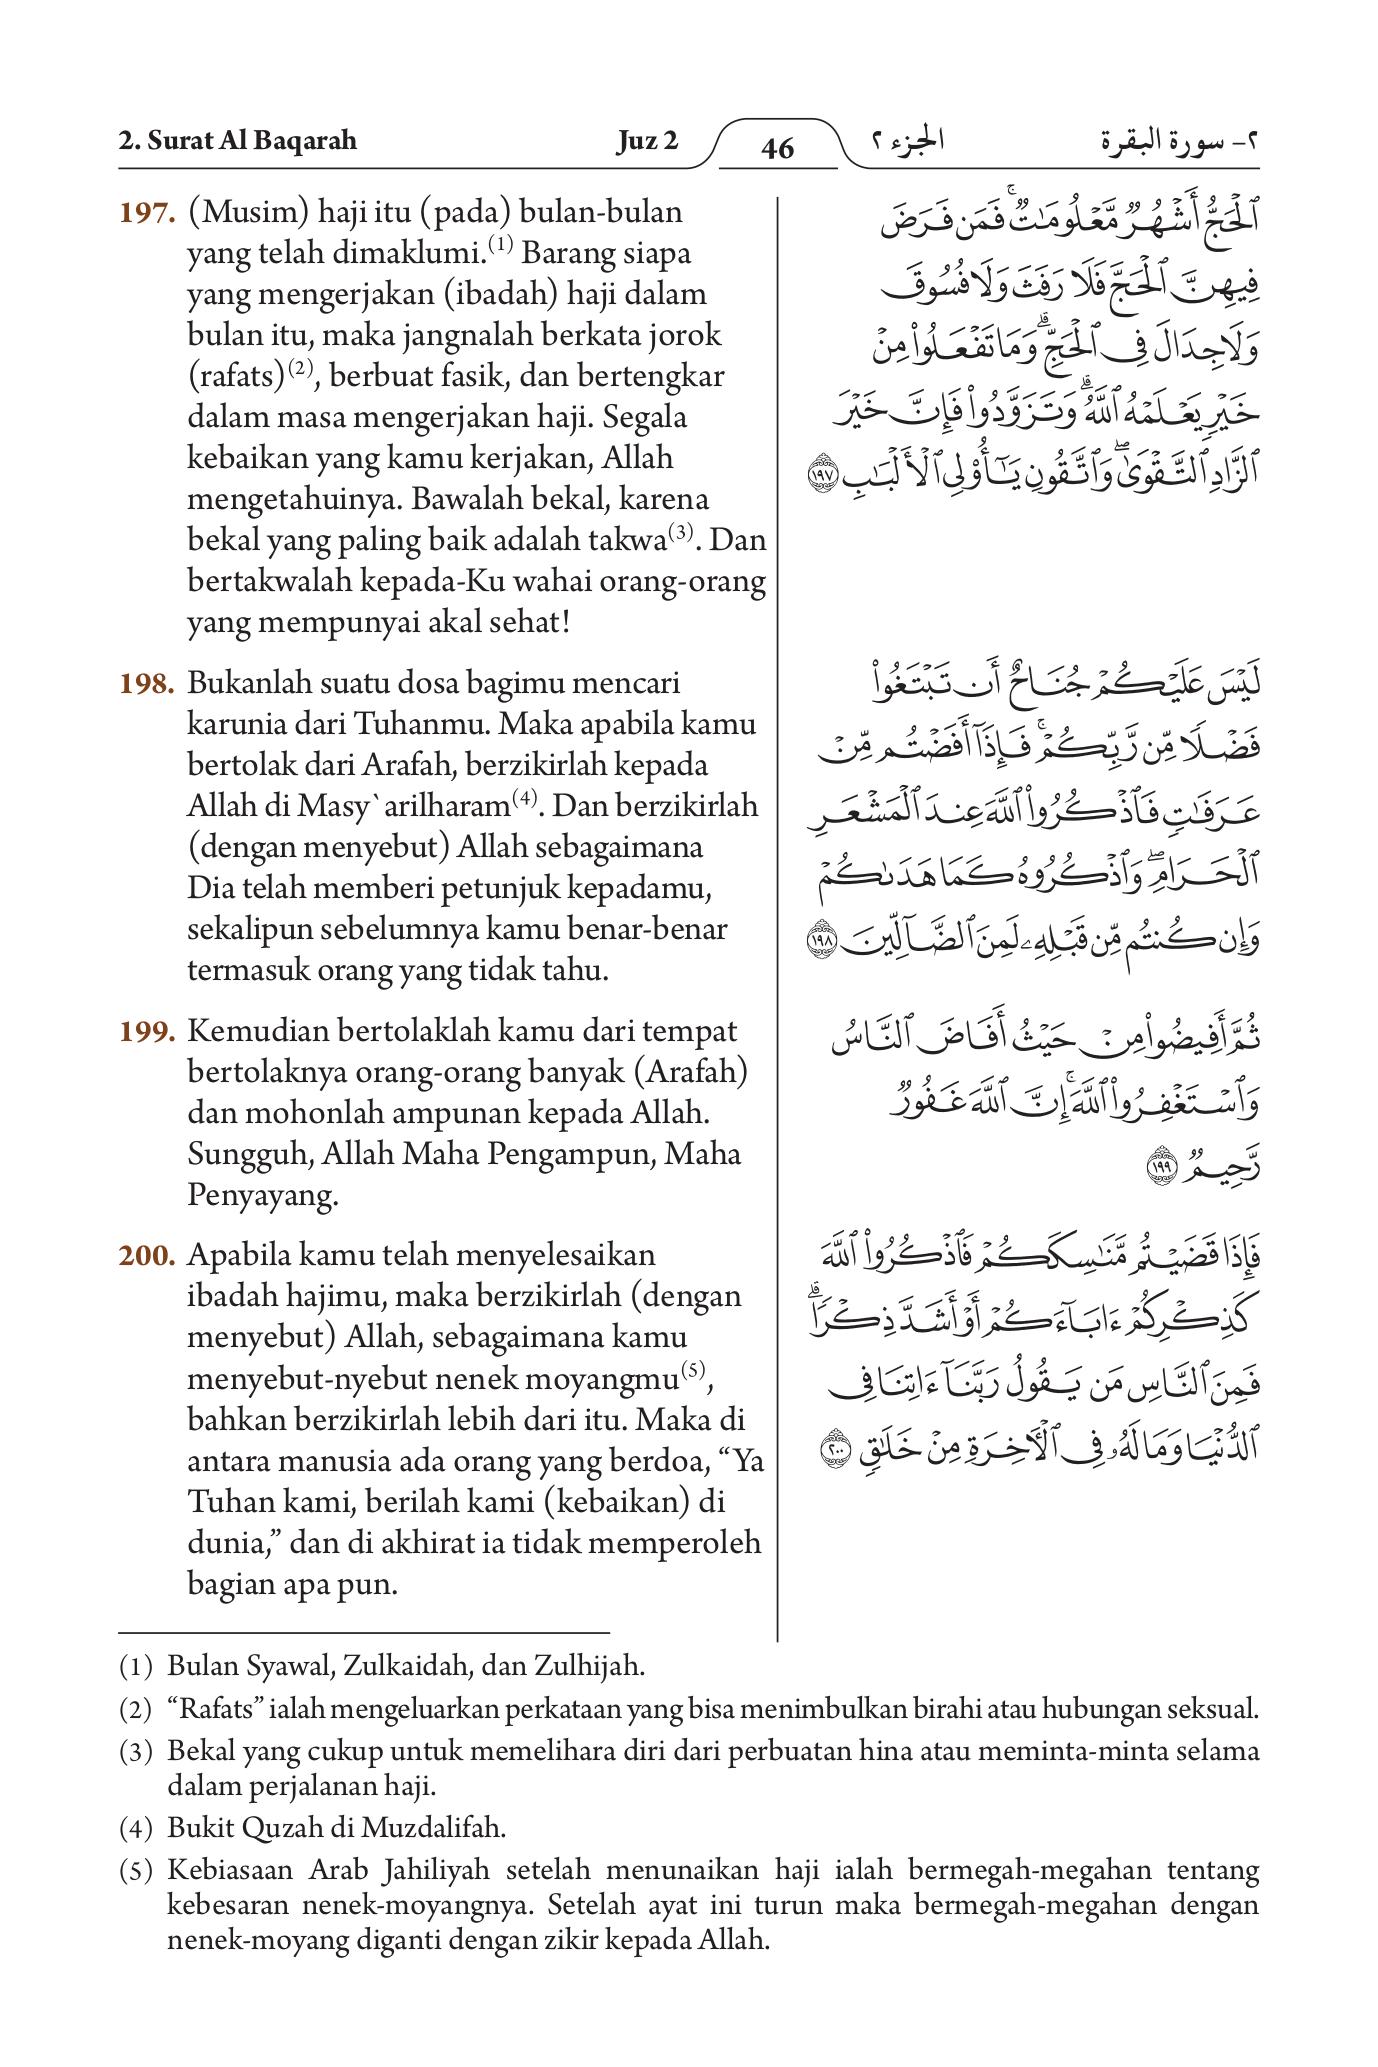 2. Surat Al Baqarah
Juz 2
46
الجزء ٢
٢- سورة البقرة
197. (Musim) haji itu (pada) bulan-bulan
yang telah dimaklumi.(1) Barang siapa
yang mengerjakan (ibadah) haji dalam
bulan itu, maka jangnalah berkata jorok
(rafats)(2), berbuat fasik, dan bertengkar
dalam masa mengerjakan haji. Segala
kebaikan yang kamu kerjakan, Allah
mengetahuinya. Bawalah bekal, karena
bekal yang paling baik adalah takwa(3). Dan
bertakwalah kepada-Ku wahai orang-orang
yang mempunyai akal sehat!
ٱلْحَجُّ أَشْهُرٌ مَّعْلُومَٰتٌ ۚ فَمَن فَرَضَ
فِيهِنَّ ٱلْحَجَّ فَلَا رَفَثَ وَلَا فُسُوقَ
وَلَا جِدَالَ فِى ٱلْحَجِّ ۗ وَمَا تَفْعَلُوا۟ مِنْ
خَيْرٍ يَعْلَمْهُ ٱللَّهُ ۗ وَتَزَوَّدُوا۟ فَإِنَّ خَيْرَ
ٱلزَّادِ ٱلتَّقْوَىٰ ۖ وَٱتَّقُونِ يَٰٓأُو۟لِى ٱلْأَلْبَٰبِ ١٩٧
198. Bukanlah suatu dosa bagimu mencari
karunia dari Tuhanmu. Maka apabila kamu
bertolak dari Arafah, berzikirlah kepada
Allah di Masy`arilharam(4). Dan berzikirlah
(dengan menyebut) Allah sebagaimana
Dia telah memberi petunjuk kepadamu,
sekalipun sebelumnya kamu benar-benar
termasuk orang yang tidak tahu.
لَيْسَ عَلَيْكُمْ جُنَاحٌ أَن تَبْتَغُوا۟
فَضْلًا مِّن رَّبِّكُمْ ۚ فَإِذَآ أَفَضْتُم مِّنْ
عَرَفَٰتٍ فَٱذْكُرُوا۟ ٱللَّهَ عِندَ ٱلْمَشْعَرِ
ٱلْحَرَامِ ۖ وَٱذْكُرُوهُ كَمَا هَدَىٰكُمْ
وَإِن كُنتُم مِّن قَبْلِهِۦ لَمِنَ ٱلضَّآلِّينَ ١٩٨
199. Kemudian bertolaklah kamu dari tempat
bertolaknya orang-orang banyak (Arafah)
dan mohonlah ampunan kepada Allah.
Sungguh, Allah Maha Pengampun, Maha
Penyayang.
ثُمَّ أَفِيضُوا۟ مِنْ حَيْثُ أَفَاضَ ٱلنَّاسُ
وَٱسْتَغْفِرُوا۟ ٱللَّهَ ۚ إِنَّ ٱللَّهَ غَفُورٌ
رَّحِيمٌ ١٩٩
200. Apabila kamu telah menyelesaikan
ibadah hajimu, maka berzikirlah (dengan
menyebut) Allah, sebagaimana kamu
menyebut-nyebut nenek moyangmu(5),
bahkan berzikirlah lebih dari itu. Maka di
antara manusia ada orang yang berdoa, “Ya
Tuhan kami, berilah kami (kebaikan) di
dunia,” dan di akhirat ia tidak memperoleh
bagian apa pun.
فَإِذَا قَضَيْتُم مَّنَٰسِكَكُمْ فَٱذْكُرُوا۟ ٱللَّهَ
كَذِكْرِكُمْ ءَابَآءَكُمْ أَوْ أَشَدَّ ذِكْرًا ۗ
فَمِنَ ٱلنَّاسِ مَن يَقُولُ رَبَّنَآ ءَاتِنَا فِى
ٱلدُّنْيَا وَمَا لَهُۥ فِى ٱلْءَاخِرَةِ مِنْ خَلَٰقٍ ٢٠٠
(1) Bulan Syawal, Zulkaidah, dan Zulhijah.
(2) “Rafats” ialah mengeluarkan perkataan yang bisa menimbulkan birahi atau hubungan seksual.
(3) Bekal yang cukup untuk memelihara diri dari perbuatan hina atau meminta-minta selama
dalam perjalanan haji.
(4) Bukit Quzah di Muzdalifah.
(5) Kebiasaan Arab Jahiliyah setelah menunaikan haji ialah bermegah-megahan tentang
kebesaran nenek-moyangnya. Setelah ayat ini turun maka bermegah-megahan dengan
nenek-moyang diganti dengan zikir kepada Allah.